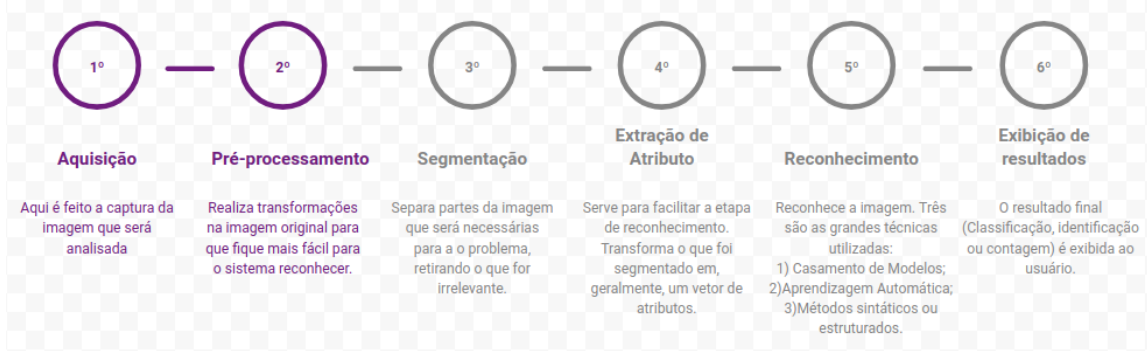 1º
2º
3º
4º
5º
6º
Aquisição
Pré-processamento
Segmentação
Extração de
Atributo
Reconhecimento
Exibição de
resultados
Aqui é feito a captura da
imagem que será
analisada
Realiza transformações
na imagem original para
que fique mais fácil para
o sistema reconhecer.
Separa partes da imagem
que será necessárias
para a o problema,
retirando o que for
irrelevante.
Serve para facilitar a etapa
de reconhecimento.
Transforma o que foi
segmentado em,
geralmente, um vetor de
atributos.
Reconhece a imagem. Três
são as grandes técnicas
utilizadas:
1) Casamento de Modelos;
2)Aprendizagem Automática;
3)Métodos sintáticos ou
estruturados.
O resultado final
(Classificação, identificação
ou contagem) é exibida ao
usuário.